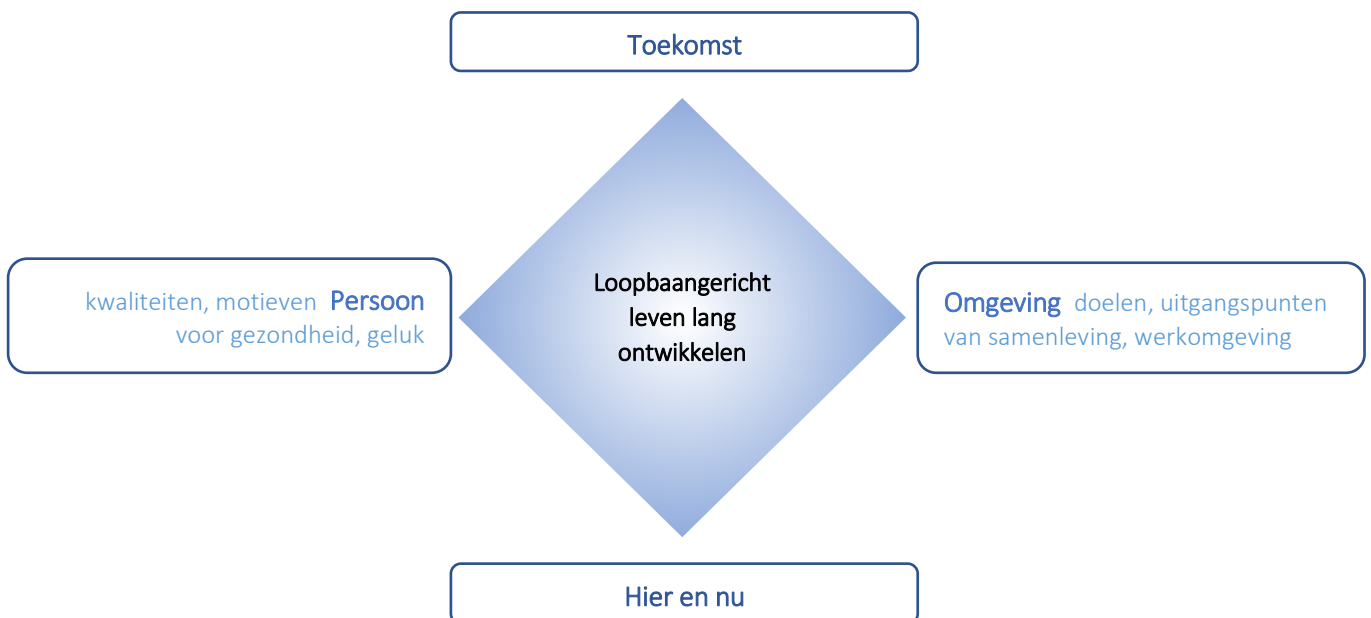 Toekomst
kwaliteiten, motieven Persoon
voor gezondheid, geluk
Loopbaangericht
leven lang
ontwikkelen
Omgeving doelen, uitgangspunten
van samenleving, werkomgeving
Hier en nu